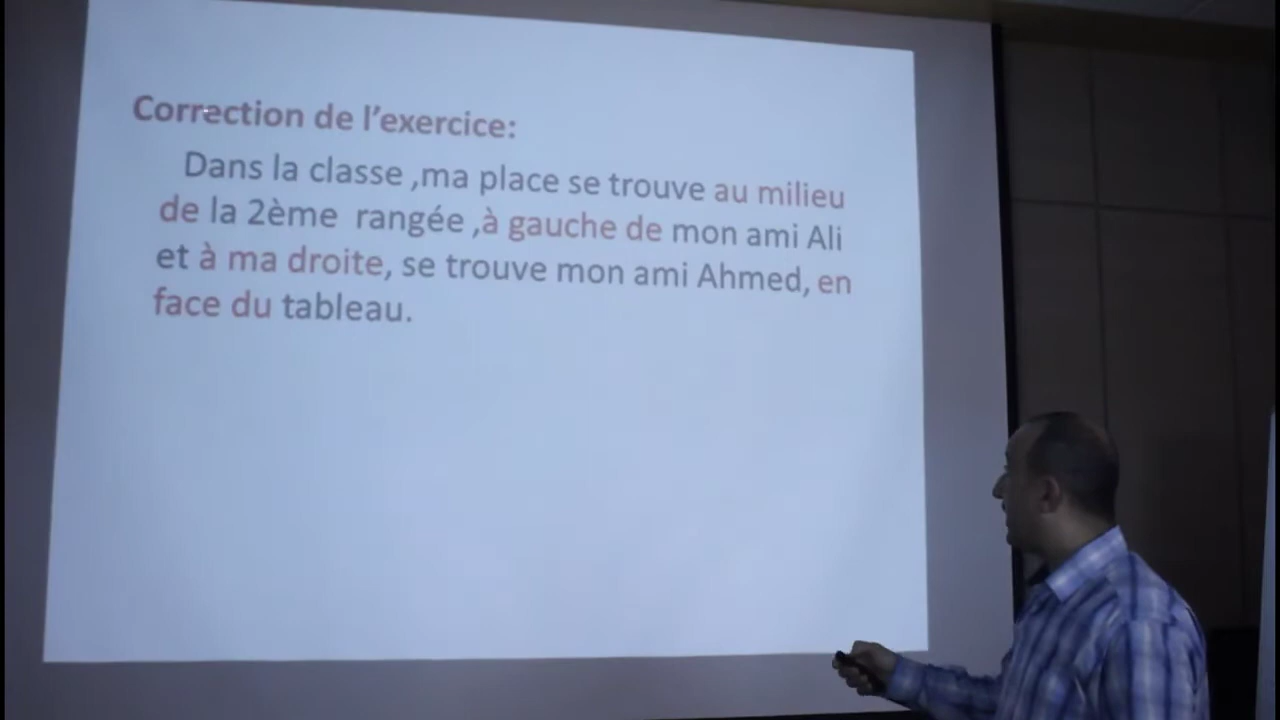 Correction de l’exercice:
Dans la classe ,ma place se trouve au milieu
de la 2ème rangée ,à gauche de mon ami Ali
et à ma droite, se trouve mon ami Ahmed, en
face du tableau.